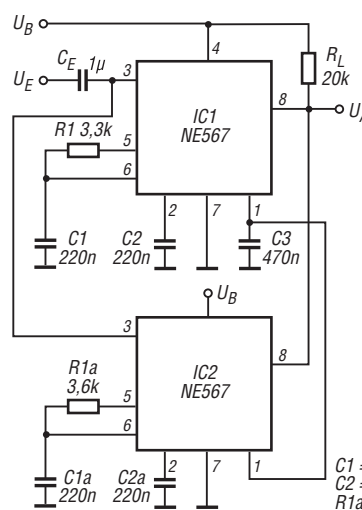 U_B
C_E 1µ
U_E
R_L
20k
4
3
IC1
NE567
8
R1 3,3k
5
6
2
7
1
C1
220n
C2
220n
C3
470n
U_B
3
IC2
NE567
8
R1a
3,6k
5
6
2
7
1
C1a
220n
C2a
220n
C1 =
C2 =
R1a